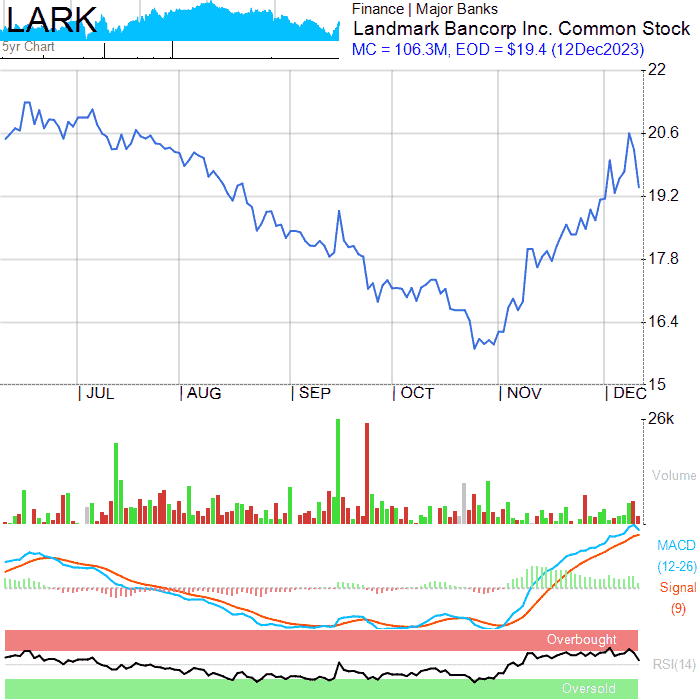 LARK
5yr Chart
Finance | Major Banks
Landmark Bancorp Inc. Common Stock
MC = 106.3M, EOD = $19.4 (12Dec2023)
22
20.6
19.2
17.8
16.4
15
| JUL | AUG | SEP | OCT | NOV | DEC
26k
Volume
MACD
(12-26)
Signal
(9)
Overbought
RSI(14)
Oversold